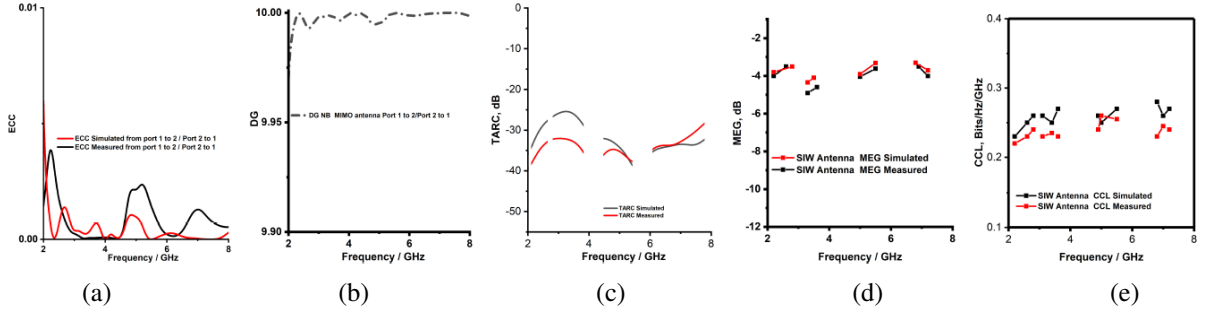 0.01
0.00
ECC
ECC Simulated from port 1 to 2 / Port 2 to 1
ECC Measured from port 1 to 2 / Port 2 to 1
2 4 6 8
Frequency / GHz
(a)
10.00
9.95
9.90
DG
DG NB MIMO antenna Port 1 to 2/Port 2 to 1
2 3 4 5 6 7 8
Frequency / GHz
(b)
0
-10
-20
-30
-40
-50
TARC, dB
TARC Simulated
TARC Measured
2 4 6 8
Frequency / GHz
(c)
-2
-4
-6
-8
-10
-12
MEG, dB
SIW Antenna MEG Simulated
SIW Antenna MEG Measured
2 4 6 8
Frequency / GHz
(d)
0.4
0.3
0.2
0.1
CCL, Bits/Hz/GHz
SIW Antenna CCL Simulated
SIW Antenna CCL Measured
2 4 6 8
Frequency / GHz
(e)